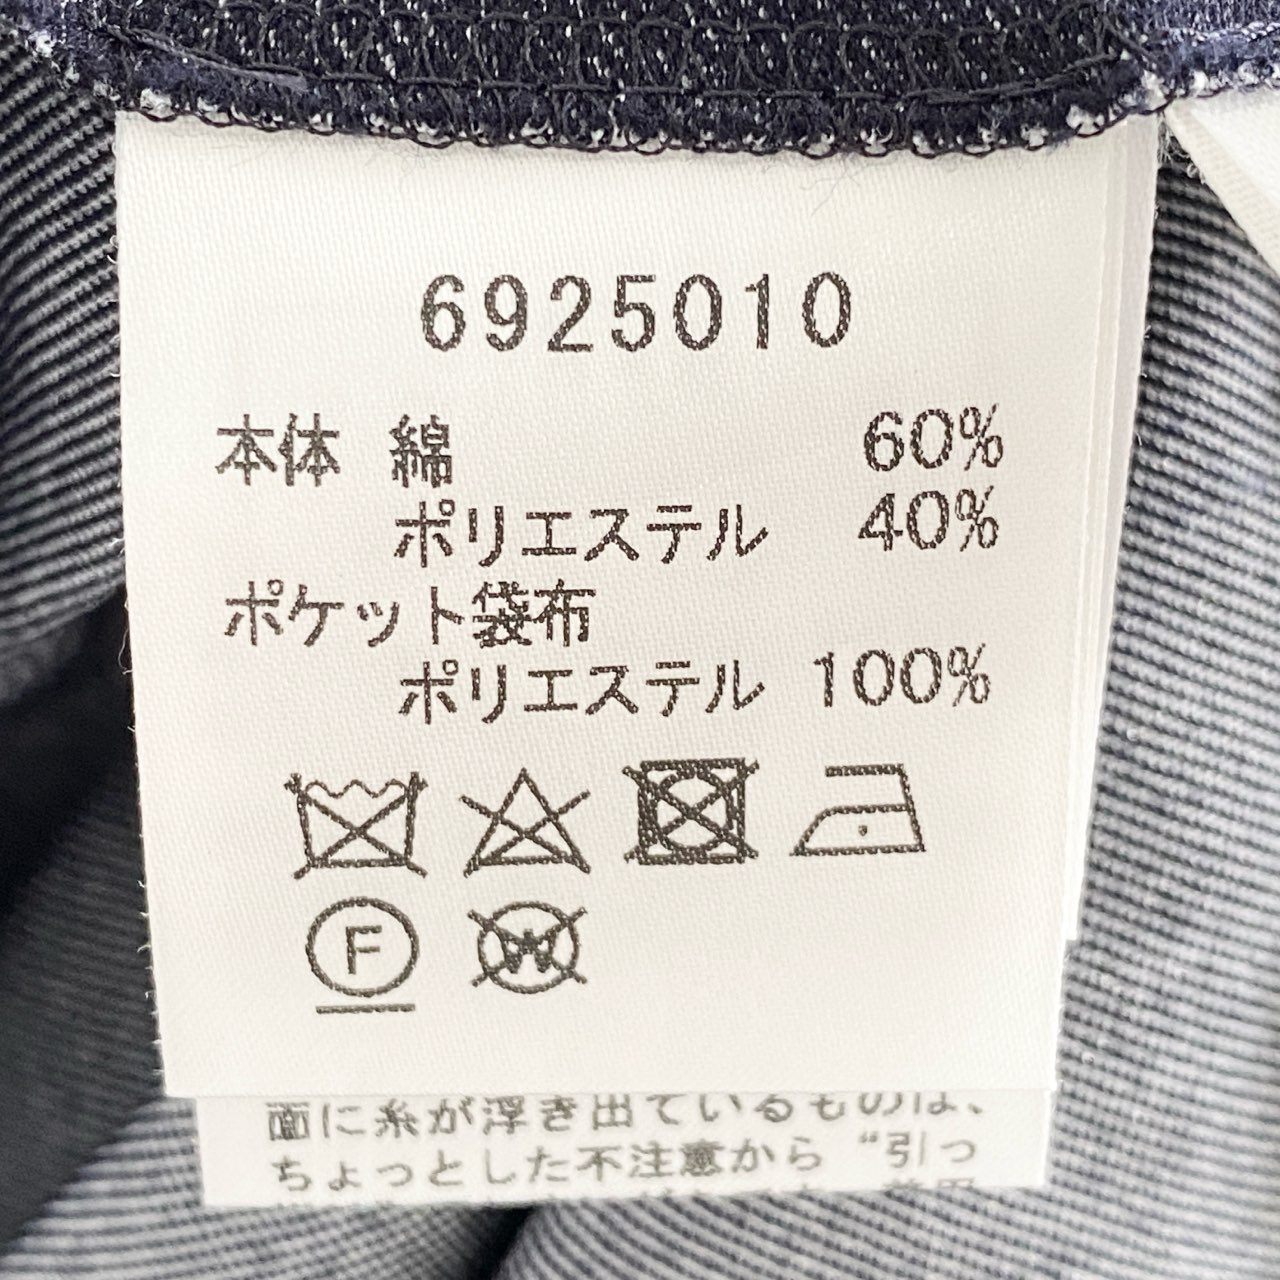 6925010
本体 綿 60%
ポリエステル 40%
ポケット袋布
ポリエステル 100%
F
W
面に糸が浮き出ているものは、
ちょっとした不注意から “引っ